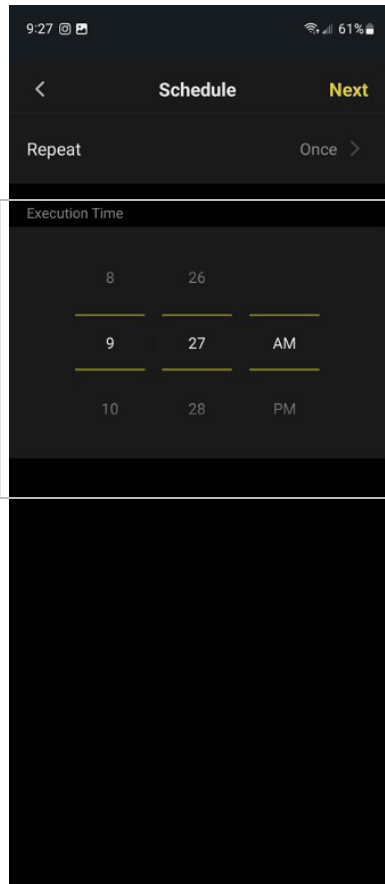 9:27 61%
Schedule Next
Repeat Once
Execution Time
8 26
9 : 27 AM
10 28 PM